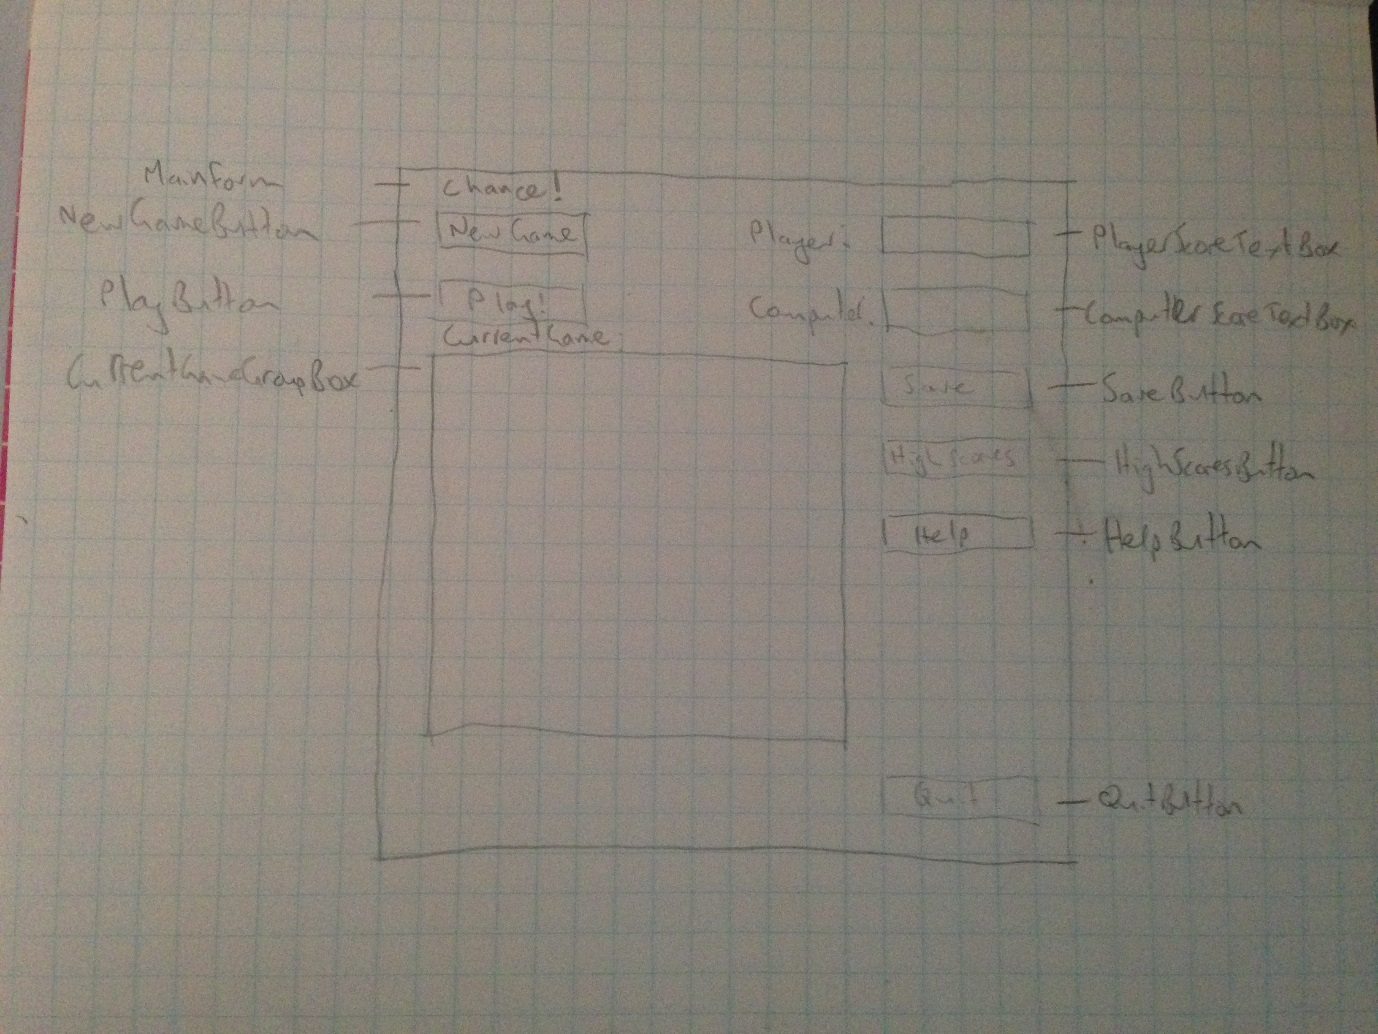 MainForm
Chance!
NewGameButton
New Game
Player:
PlayerScoreTextBox
PlayButton
Play!
Computer:
ComputerScoreTextBox
CurrentGame:
CurrentGameGroupBox
Save
SaveButton
High Scores
HighScoresButton
Help
HelpButton
Quit
QuitButton